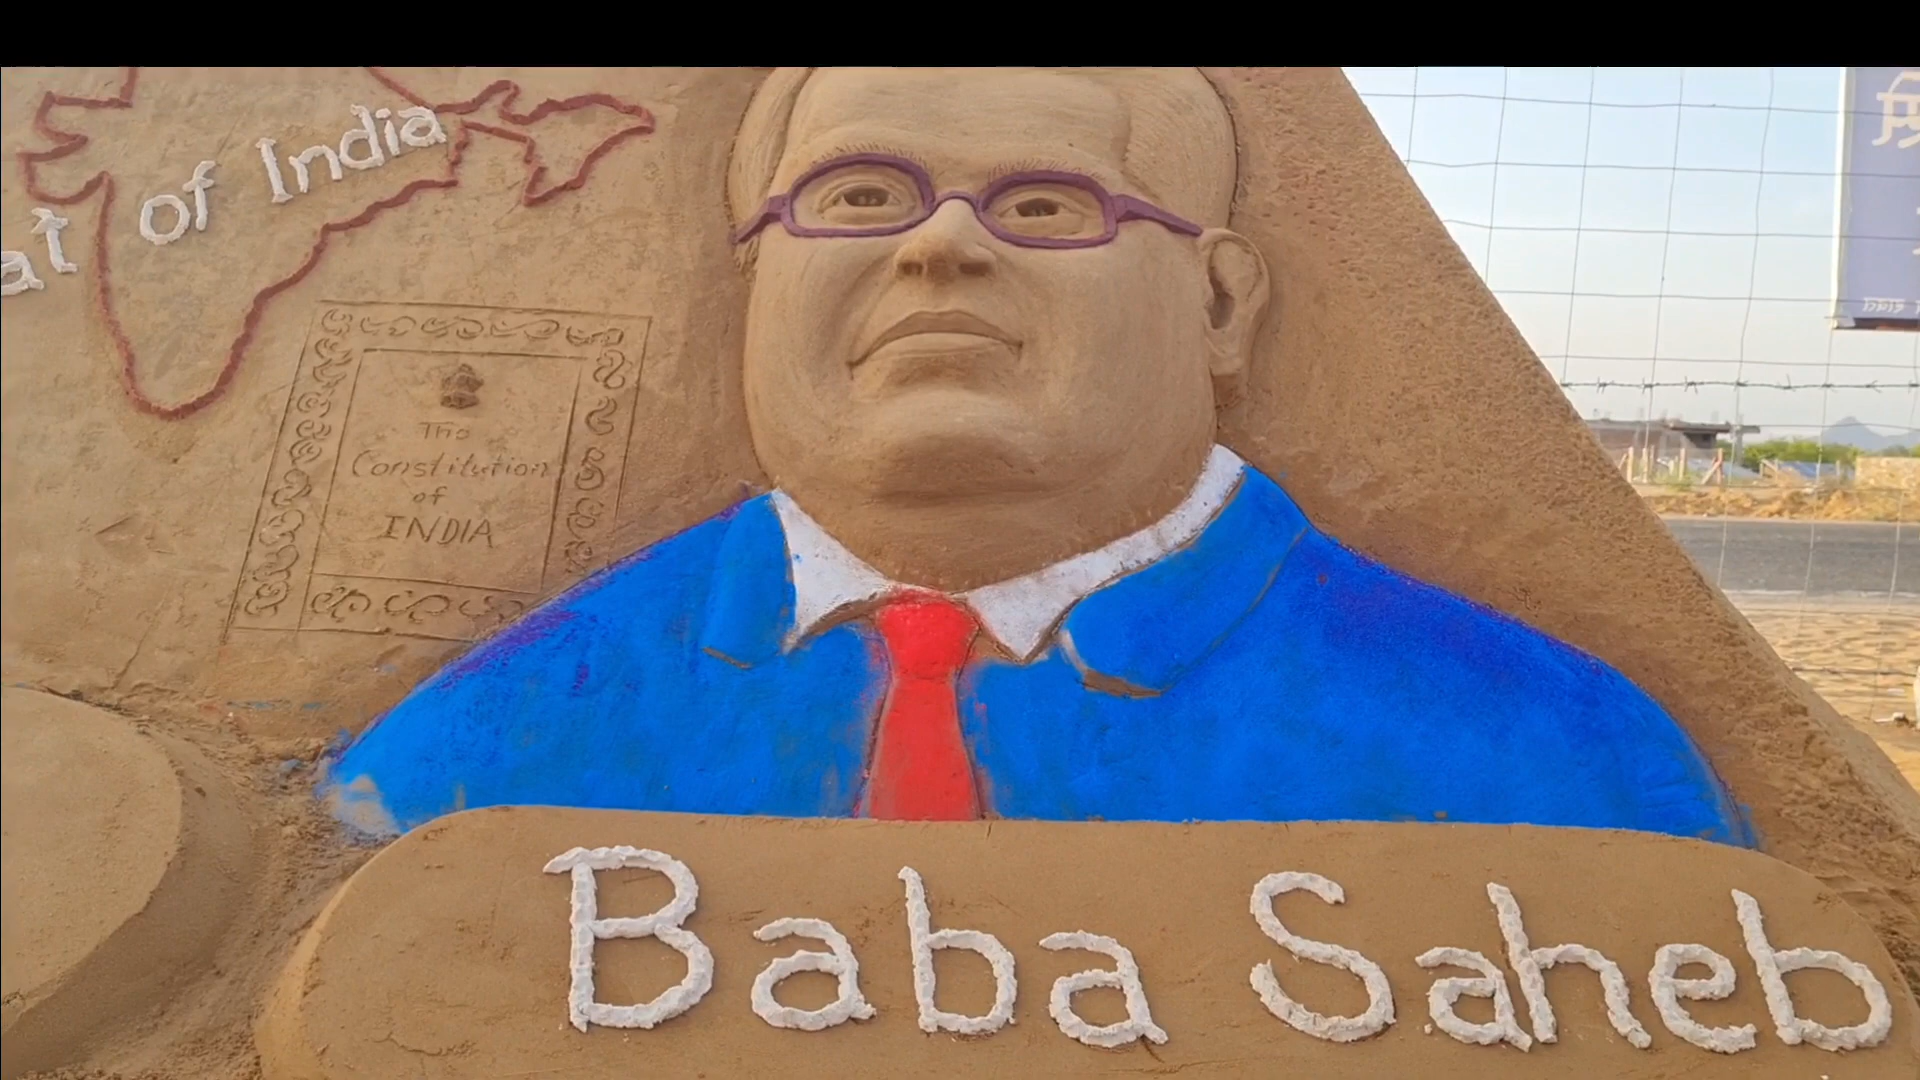 at of India
The
Constitution
of
INDIA
Baba Saheb